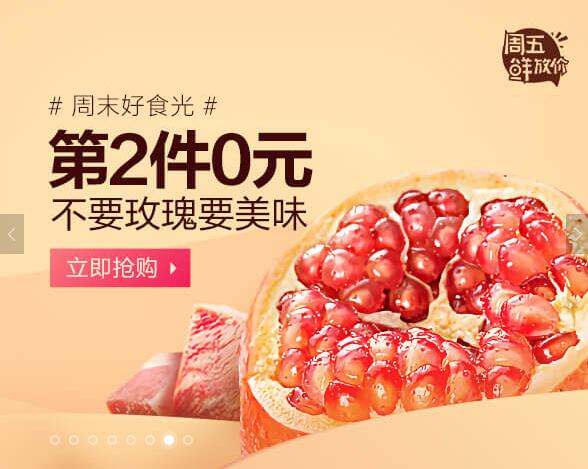 周五
鲜放你
# 周末好食光 #
第2件0元
不要玫瑰要美味
立即抢购